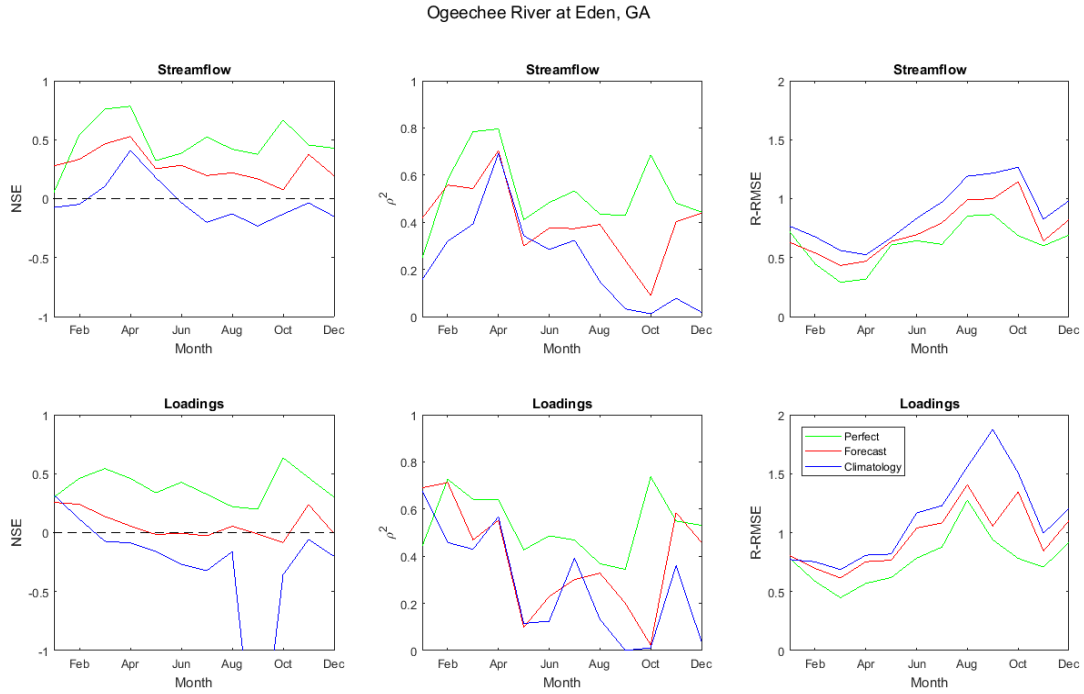 Ogeechee River at Eden, GA
Streamflow
1
0.5
0
-0.5
-1
NSE
Feb Apr Jun Aug Oct Dec
Month
Streamflow
1
0.8
0.6
0.4
0.2
0
ρ²
Feb Apr Jun Aug Oct Dec
Month
Streamflow
2
1.5
1
0.5
0
R-RMSE
Feb Apr Jun Aug Oct Dec
Month
Loadings
1
0.5
0
-0.5
-1
NSE
Feb Apr Jun Aug Oct Dec
Month
Loadings
1
0.8
0.6
0.4
0.2
0
ρ²
Feb Apr Jun Aug Oct Dec
Month
Loadings
2
1.5
1
0.5
0
R-RMSE
Perfect
Forecast
Climatology
Feb Apr Jun Aug Oct Dec
Month